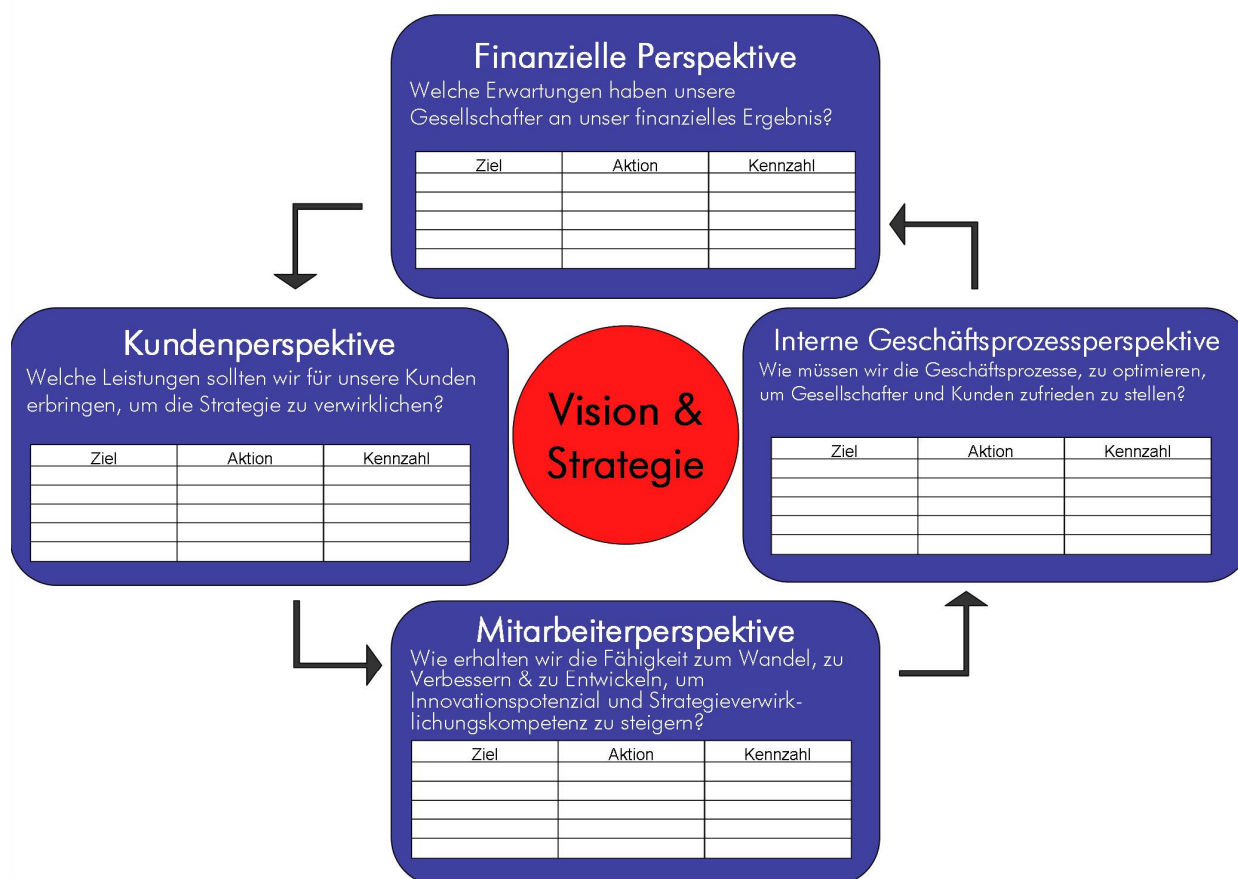 Finanzielle Perspektive
Welche Erwartungen haben unsere
Gesellschafter an unser finanzielles Ergebnis?
Ziel Aktion Kennzahl
Kundenperspektive
Welche Leistungen sollten wir für unsere Kunden
erbringen, um die Strategie zu verwirklichen?
Ziel Aktion Kennzahl
Vision &
Strategie
Interne Geschäftsprozessperspektive
Wie müssen wir die Geschäftsprozesse, zu optimieren,
um Gesellschafter und Kunden zufrieden zu stellen?
Ziel Aktion Kennzahl
Mitarbeiterperspektive
Wie erhalten wir die Fähigkeit zum Wandel, zu
Verbessern & zu Entwickeln, um
Innovationspotenzial und Strategieverwirk-
lichungskompetenz zu steigern?
Ziel Aktion Kennzahl